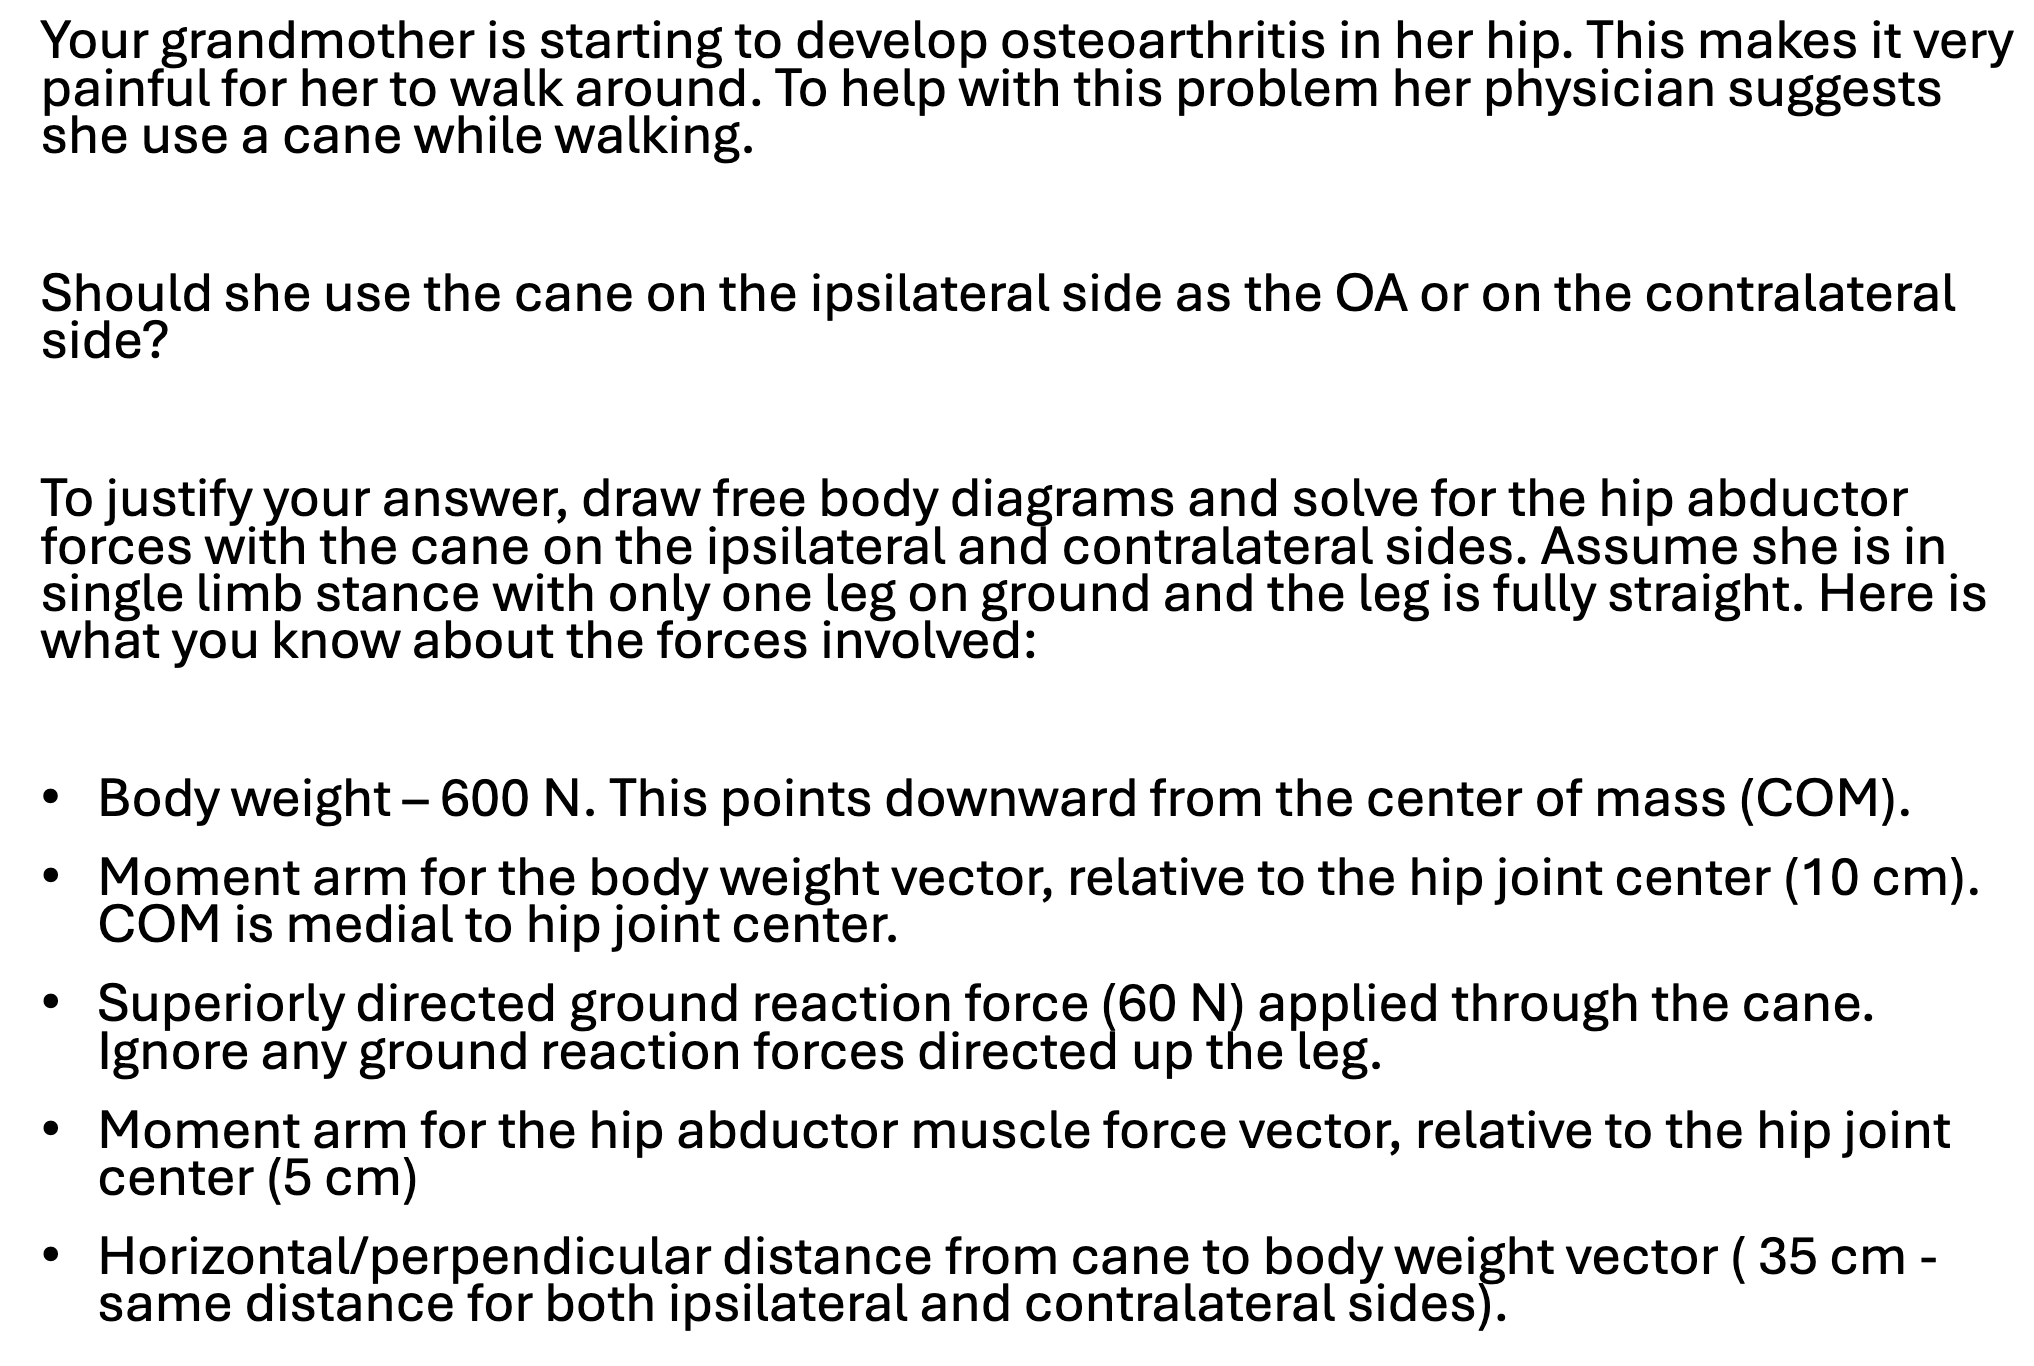 Your grandmother is starting to develop osteoarthritis in her hip. This makes it very
painful for her to walk around. To help with this problem her physician suggests
she use a cane while walking.
Should she use the cane on the ipsilateral side as the OA or on the contralateral
side?
To justify your answer, draw free body diagrams and solve for the hip abductor
forces with the cane on the ipsilateral and contralateral sides. Assume she is in
single limb stance with only one leg on ground and the leg is fully straight. Here is
what you know about the forces involved:
• Body weight – 600 N. This points downward from the center of mass (COM).
• Moment arm for the body weight vector, relative to the hip joint center (10 cm).
COM is medial to hip joint center.
• Superiorly directed ground reaction force (60 N) applied through the cane.
Ignore any ground reaction forces directed up the leg.
• Moment arm for the hip abductor muscle force vector, relative to the hip joint
center (5 cm)
• Horizontal/perpendicular distance from cane to body weight vector ( 35 cm -
same distance for both ipsilateral and contralateral sides).